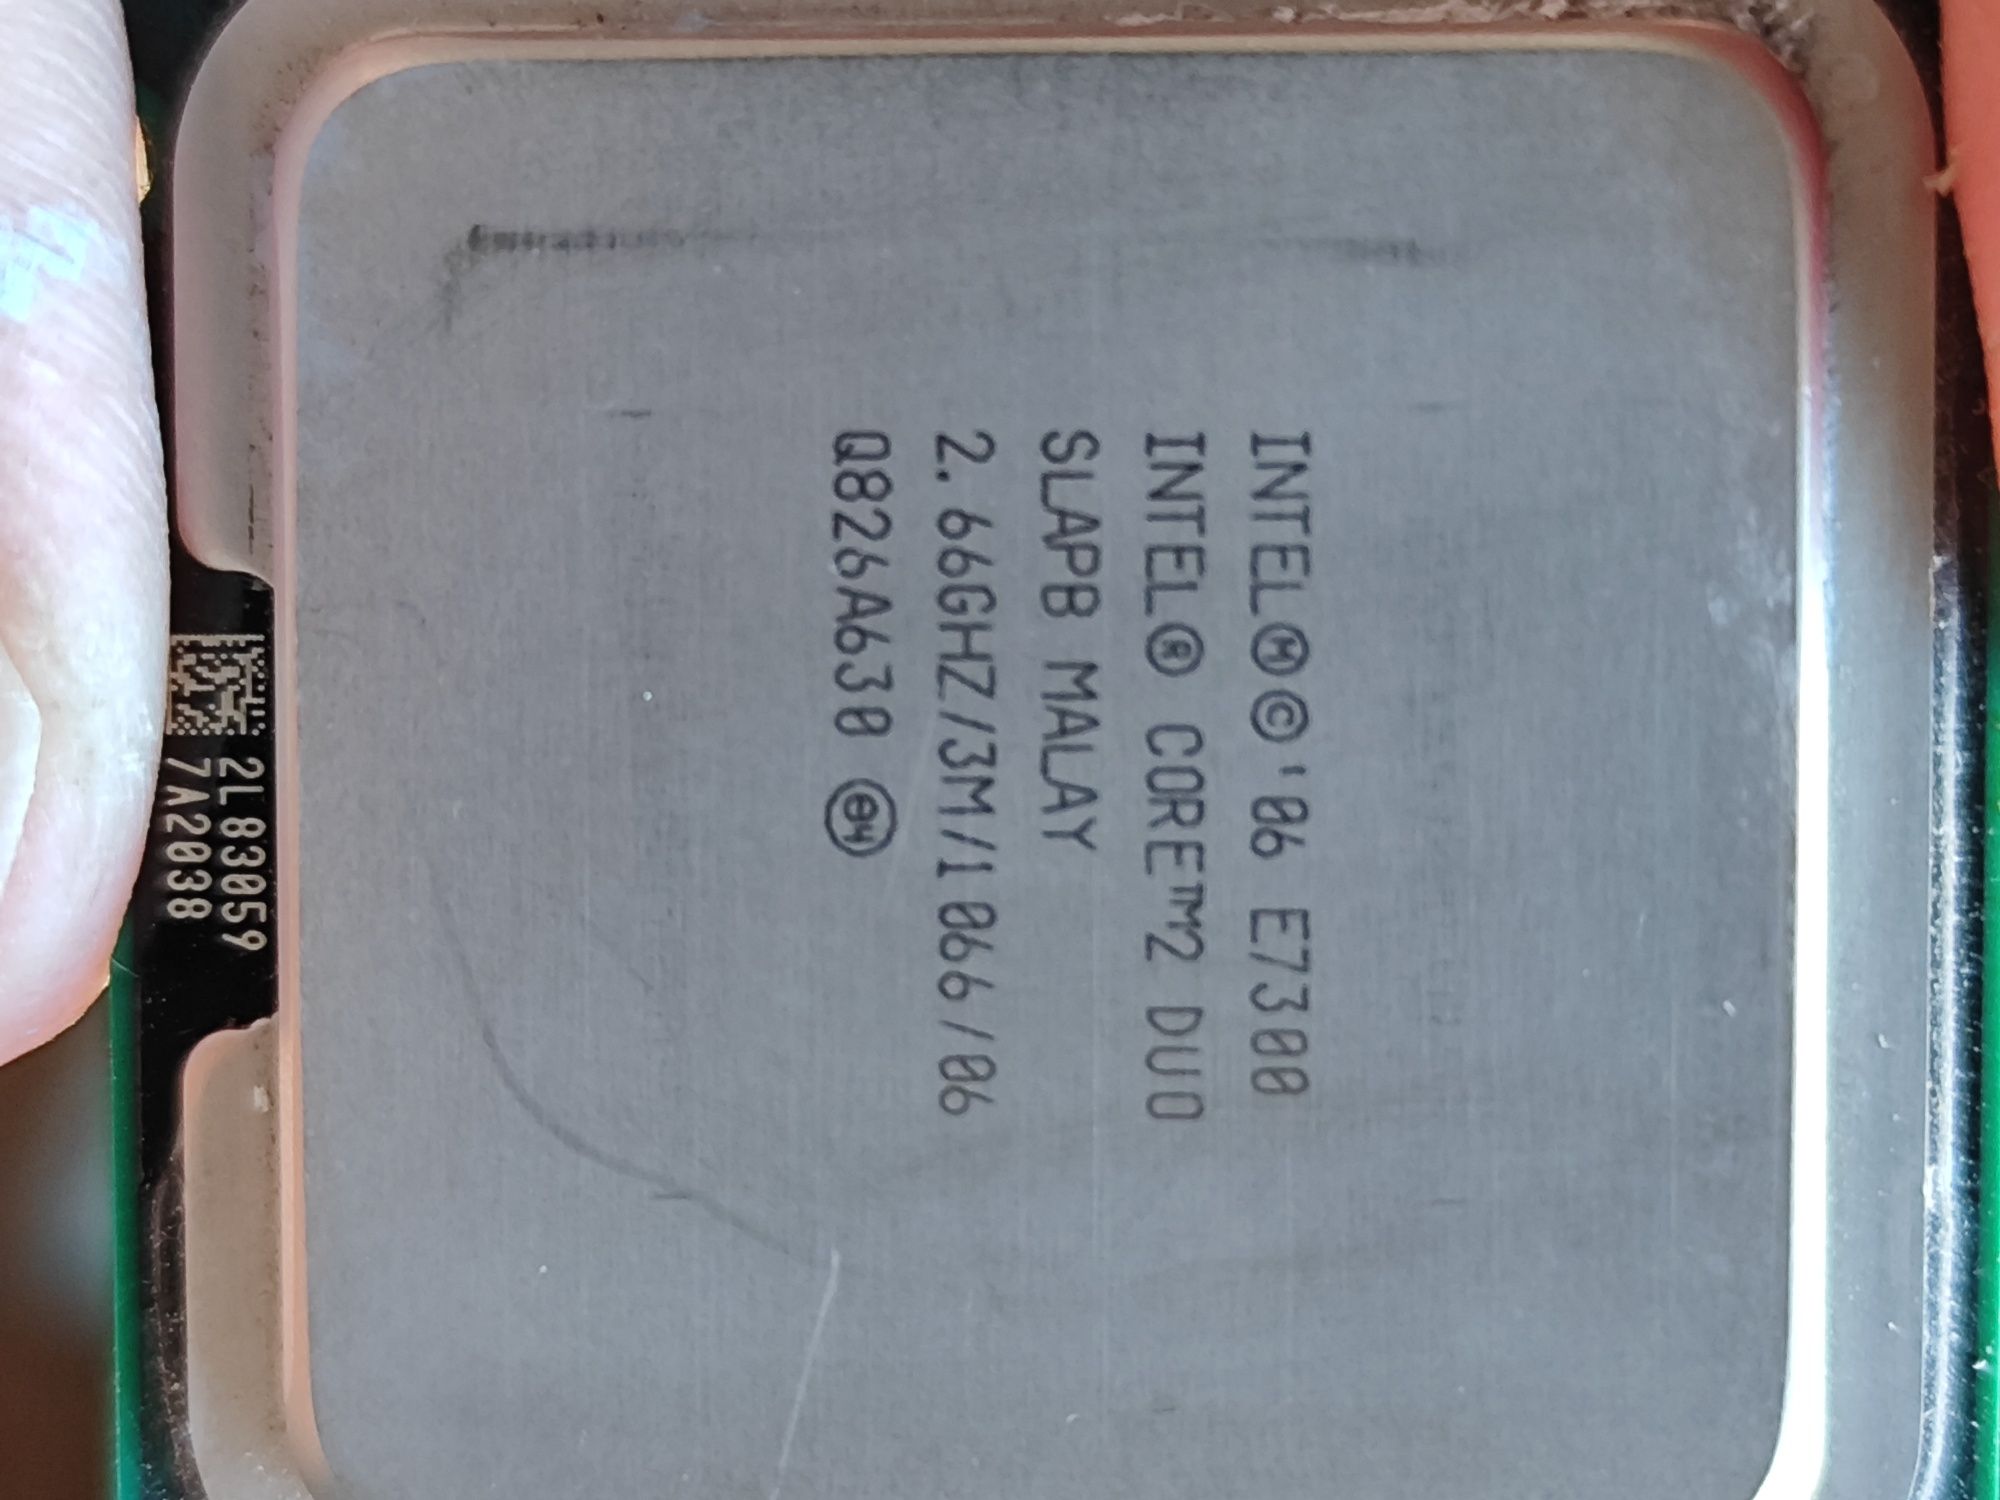 INTEL Ⓜ©'06 E7300
INTEL® CORE™2 DUO
SLAPB MALAY
2.66GHZ/3M/1066/06
Q826A630 ⓔ4
2L83059
7A2038